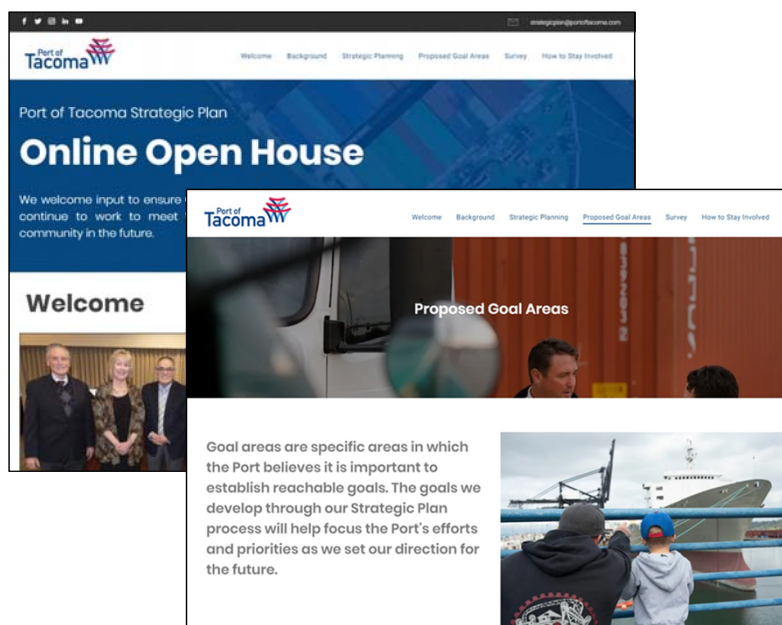 strategicplan@portoftacoma.com
Port of
Tacoma
Welcome Background Strategic Planning Proposed Goal Areas Survey How to Stay Involved
Port of Tacoma Strategic Plan
Online Open House
We welcome input to ensure
continue to work to meet
community in the future.
Welcome
Port of
Tacoma
Welcome Background Strategic Planning Proposed Goal Areas Survey How to Stay Involved
Proposed Goal Areas
Goal areas are specific areas in which
the Port believes it is important to
establish reachable goals. The goals we
develop through our Strategic Plan
process will help focus the Port's efforts
and priorities as we set our direction for
the future.